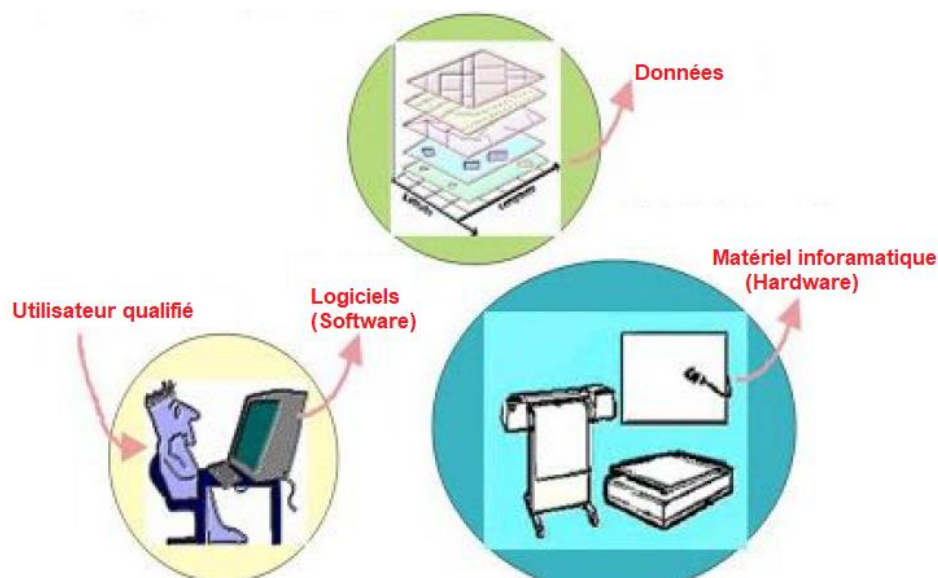 Données
Matériel inforamatique
(Hardware)
Logiciels
(Software)
Utilisateur qualifié